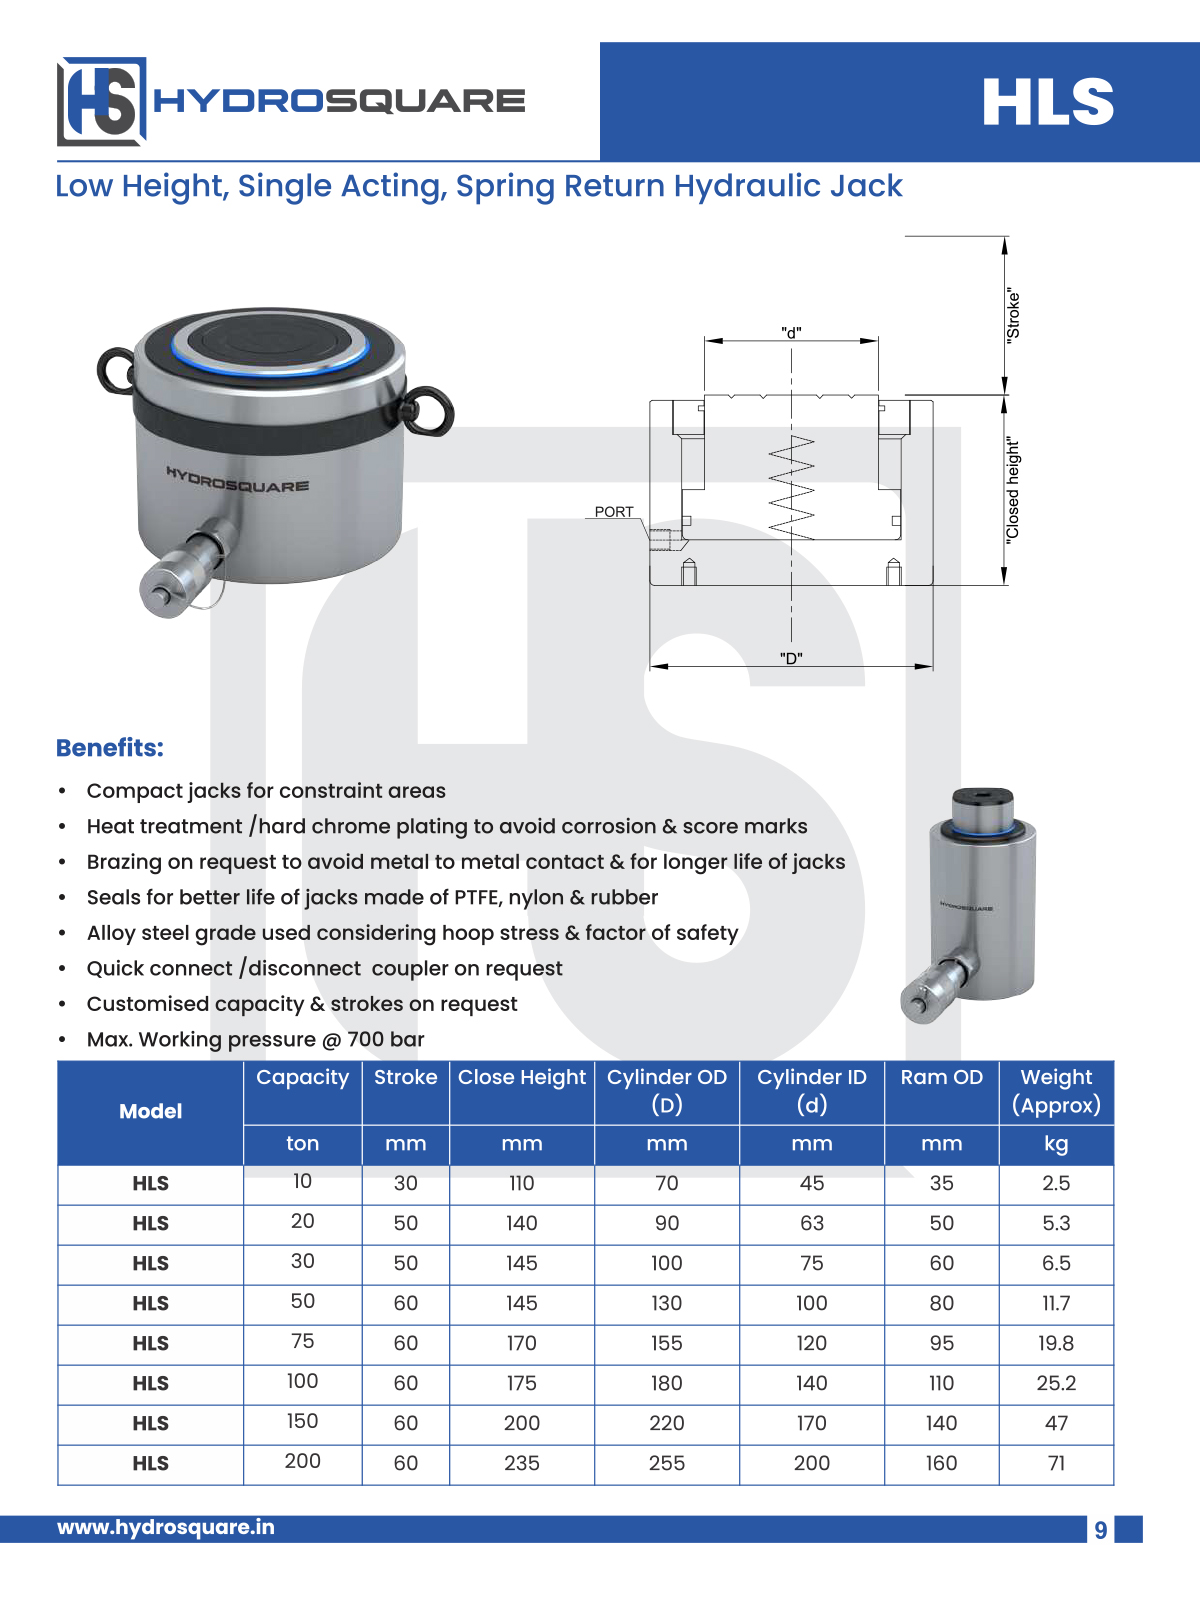 HS HYDROSQUARE
HLS
Low Height, Single Acting, Spring Return Hydraulic Jack
"Stroke"
"d"
HYDROSQUARE
"Closed height"
PORT
"D"
Benefits:
• Compact jacks for constraint areas
• Heat treatment /hard chrome plating to avoid corrosion & score marks
• Brazing on request to avoid metal to metal contact & for longer life of jacks
• Seals for better life of jacks made of PTFE, nylon & rubber
• Alloy steel grade used considering hoop stress & factor of safety
• Quick connect /disconnect coupler on request
• Customised capacity & strokes on request
• Max. Working pressure @ 700 bar
HYDROSQUARE
Model Capacity Stroke Close Height Cylinder OD Cylinder ID Ram OD Weight
(D) (d) (Approx)
ton mm mm mm mm mm kg
HLS 10 30 110 70 45 35 2.5
HLS 20 50 140 90 63 50 5.3
HLS 30 50 145 100 75 60 6.5
HLS 50 60 145 130 100 80 11.7
HLS 75 60 170 155 120 95 19.8
HLS 100 60 175 180 140 110 25.2
HLS 150 60 200 220 170 140 47
HLS 200 60 235 255 200 160 71
www.hydrosquare.in
9